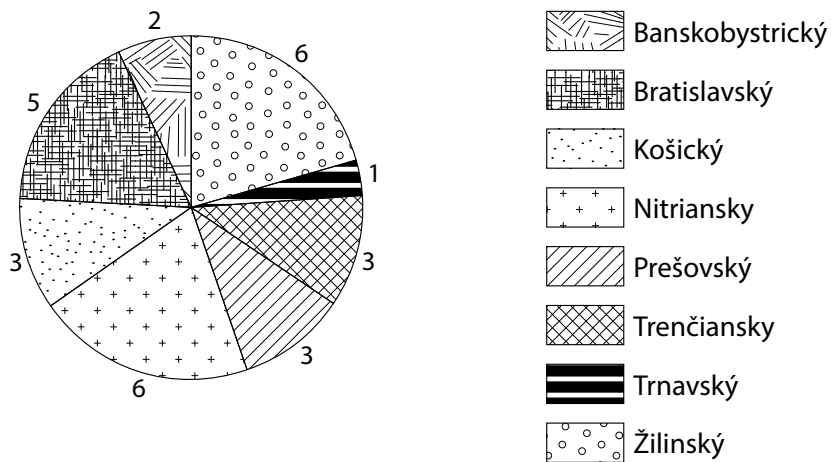 2
6
5
1
3
3
3
6
Banskobystrický
Bratislavský
Košický
Nitriansky
Prešovský
Trenčiansky
Trnavský
Žilinský